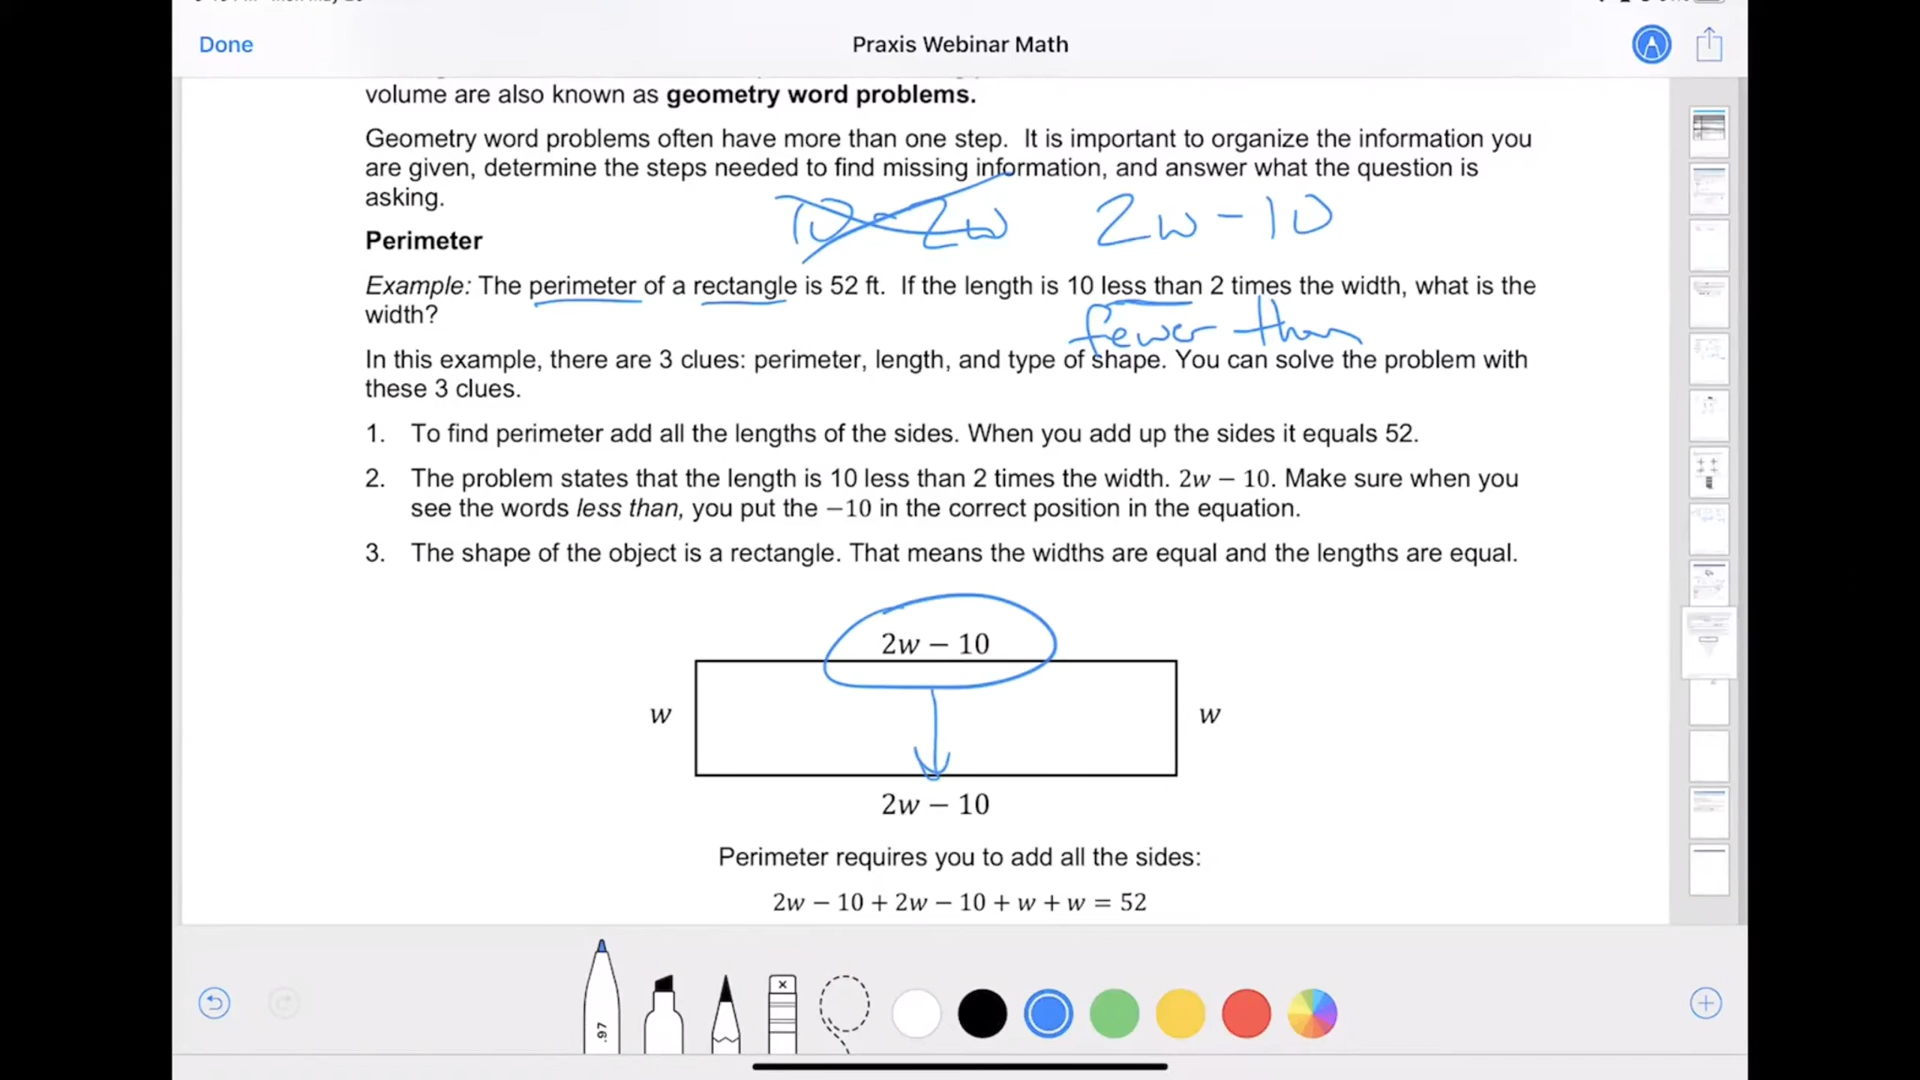 Done
Praxis Webinar Math
volume are also known as geometry word problems.
Geometry word problems often have more than one step. It is important to organize the information you
are given, determine the steps needed to find missing information, and answer what the question is
asking.
10 - 2w 2w - 10
Perimeter
Example: The perimeter of a rectangle is 52 ft. If the length is 10 less than 2 times the width, what is the
width?
fewer than
In this example, there are 3 clues: perimeter, length, and type of shape. You can solve the problem with
these 3 clues.
1. To find perimeter add all the lengths of the sides. When you add up the sides it equals 52.
2. The problem states that the length is 10 less than 2 times the width. 2w − 10. Make sure when you
see the words less than, you put the −10 in the correct position in the equation.
3. The shape of the object is a rectangle. That means the widths are equal and the lengths are equal.
2w − 10
w w
2w − 10
Perimeter requires you to add all the sides:
2w − 10 + 2w − 10 + w + w = 52
.97